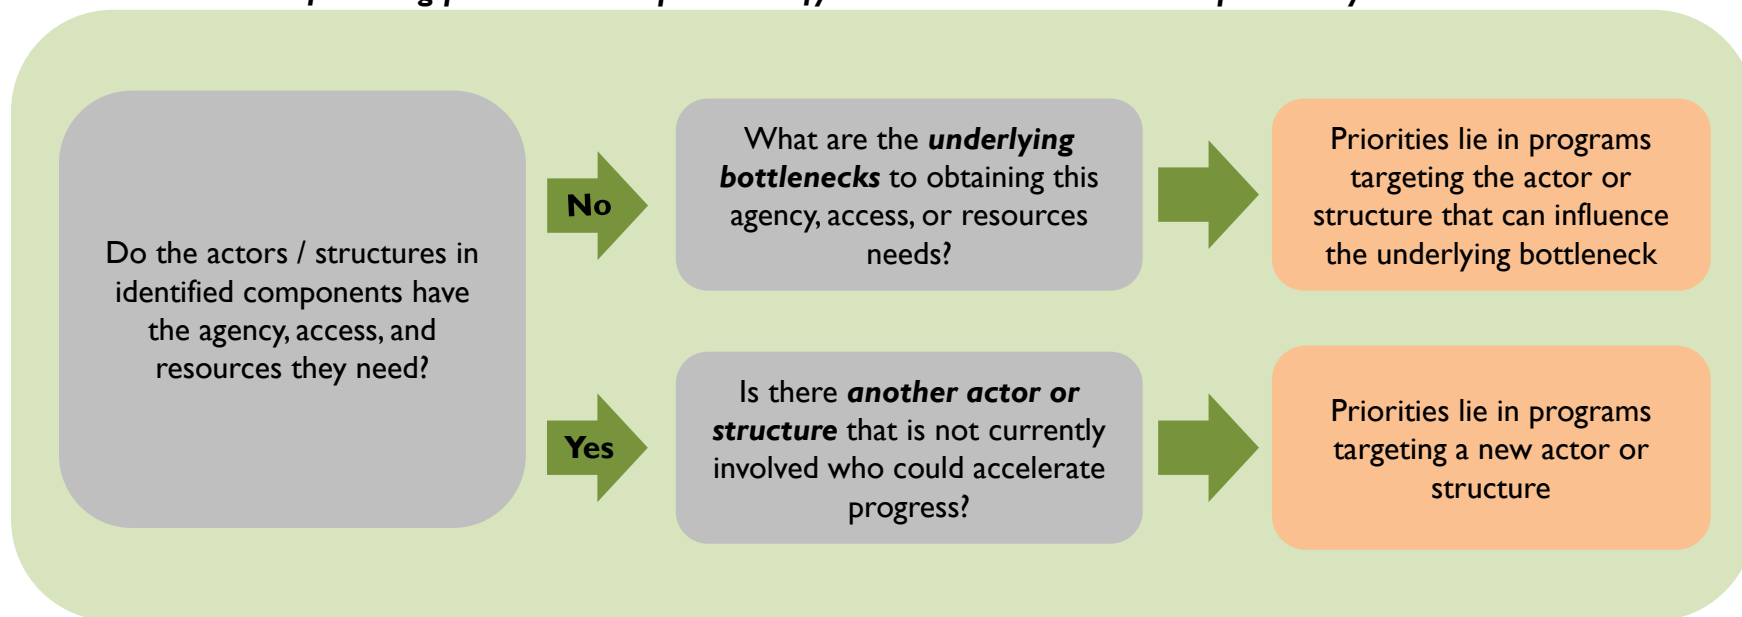 Do the actors / structures in
identified components have
the agency, access, and
resources they need?
No
What are the underlying
bottlenecks to obtaining this
agency, access, or resources
needs?
Priorities lie in programs
targeting the actor or
structure that can influence
the underlying bottleneck
Yes
Is there another actor or
structure that is not currently
involved who could accelerate
progress?
Priorities lie in programs
targeting a new actor or
structure